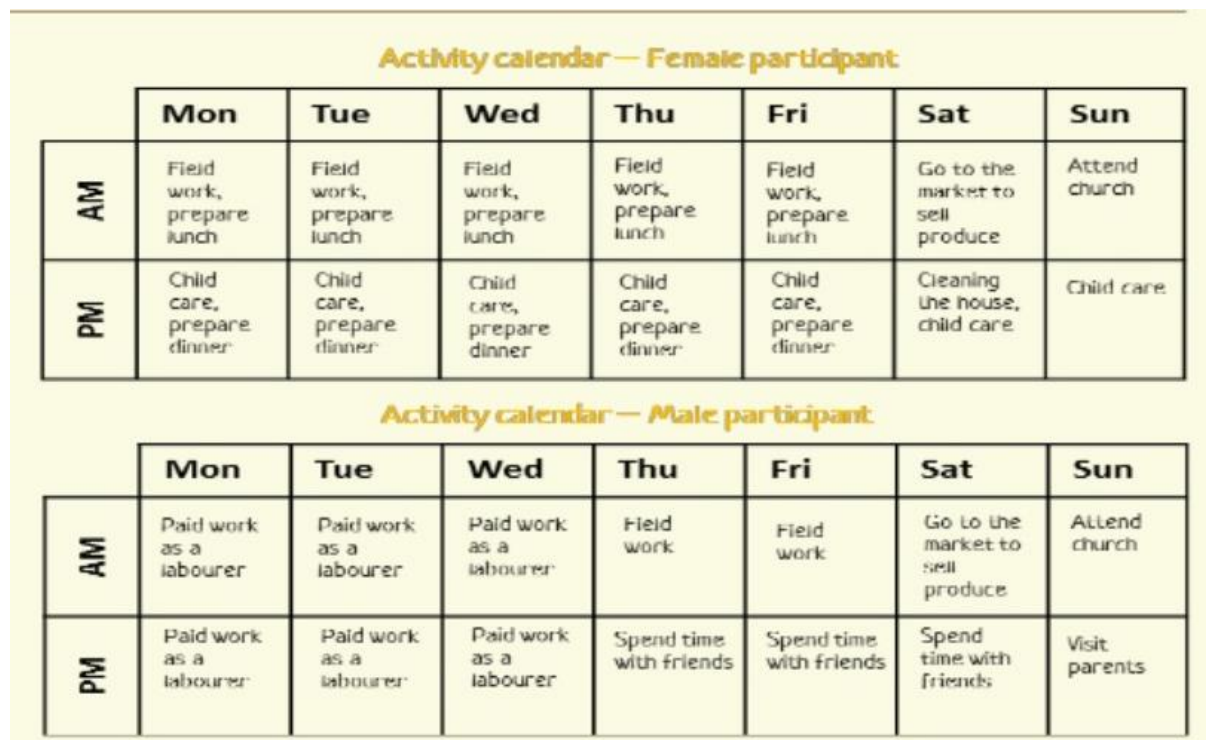 Activity calendar — Female participant
Mon Tue Wed Thu Fri Sat Sun
AM
Field work, prepare lunch
Field work, prepare lunch
Field work, prepare lunch
Field work, prepare lunch
Field work, prepare lunch
Go to the market to sell produce
Attend church
PM
Child care, prepare dinner
Child care, prepare dinner
Child care, prepare dinner
Child care, prepare dinner
Child care, prepare dinner
Cleaning the house, child care
Child care
Activity calendar — Male participant
Mon Tue Wed Thu Fri Sat Sun
AM
Paid work as a labourer
Paid work as a labourer
Paid work as a labourer
Field work
Field work
Go to the market to sell produce
Attend church
PM
Paid work as a labourer
Paid work as a labourer
Paid work as a labourer
Spend time with friends
Spend time with friends
Spend time with friends
Visit parents